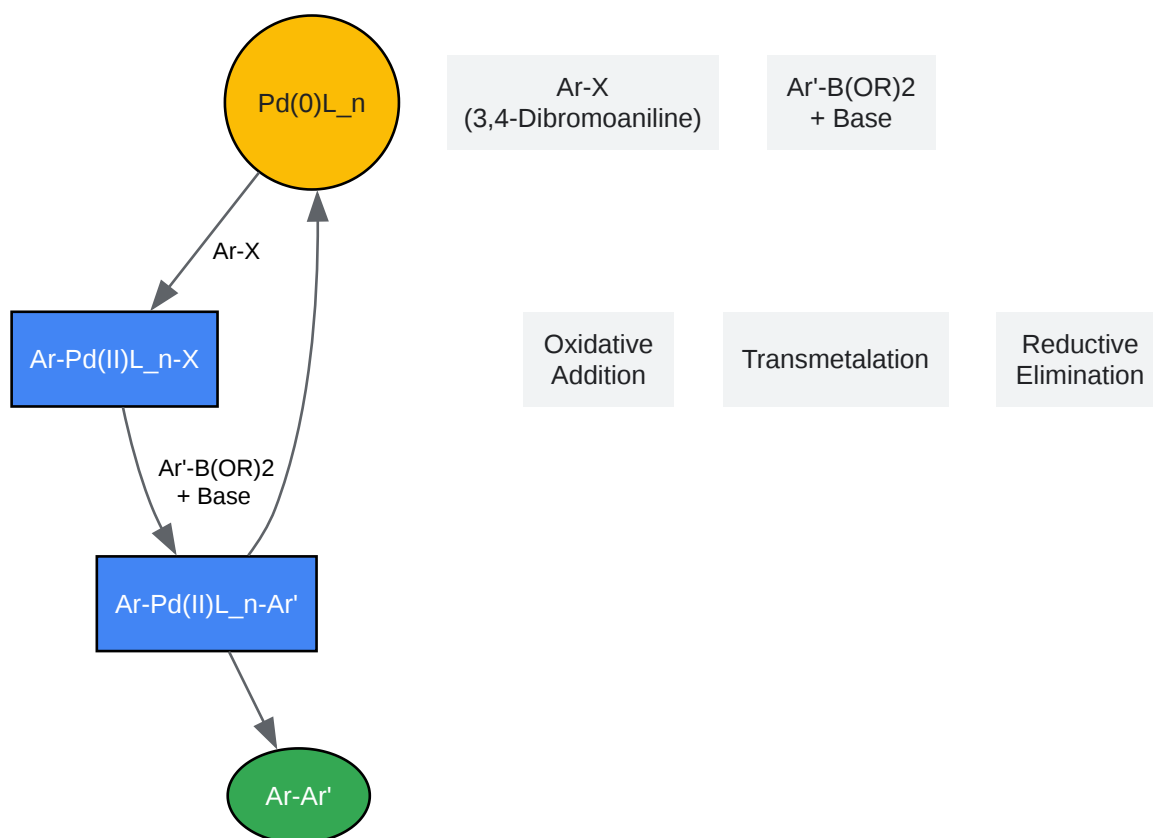 Pd(0)L_n
Ar-X
(3,4-Dibromoaniline)
Ar'-B(OR)2
+ Base
Ar-X
Ar-Pd(II)L_n-X
Oxidative
Addition
Transmetalation
Reductive
Elimination
Ar'-B(OR)2
+ Base
Ar-Pd(II)L_n-Ar'
Ar-Ar'